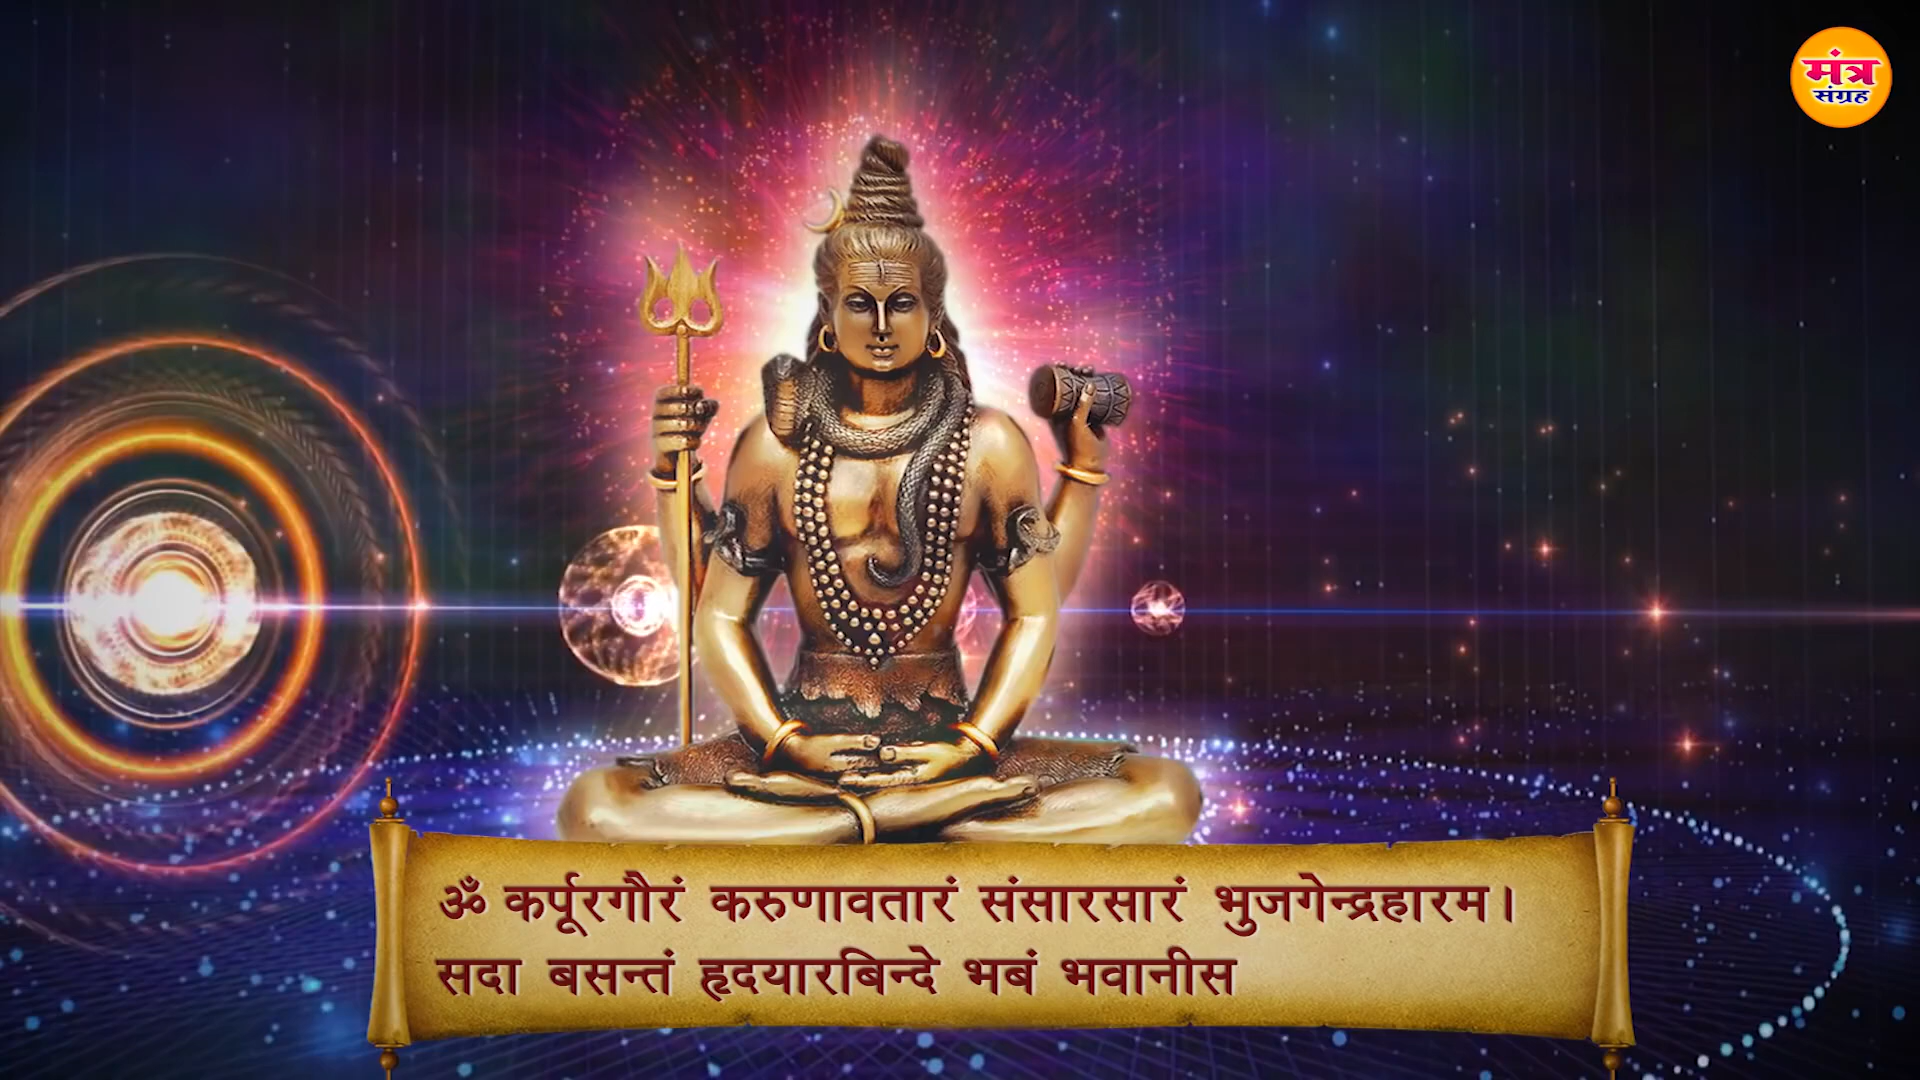 मंत्र
संग्रह
ॐ कर्पूरगौरं करुणावतारं संसारसारं भुजगेन्द्रहारम।
सदा बसन्तं हृदयारबिन्दे भबं भवानीस